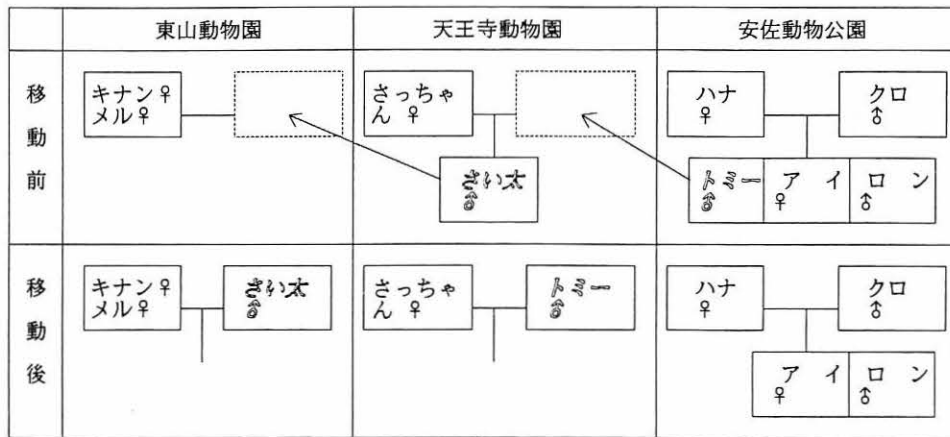 東山動物園 天王寺動物園 安佐動物公園
移動前
キナン♀
メル♀
さっちゃ
ん ♀
ハナ
♀
クロ
♂
さい太
♂
トミー
♂
アイ
♀
ロン
♂
移動後
キナン♀
メル♀
さい太
♂
さっちゃ
ん ♀
トミー
♂
ハナ
♀
クロ
♂
アイ
♀
ロン
♂